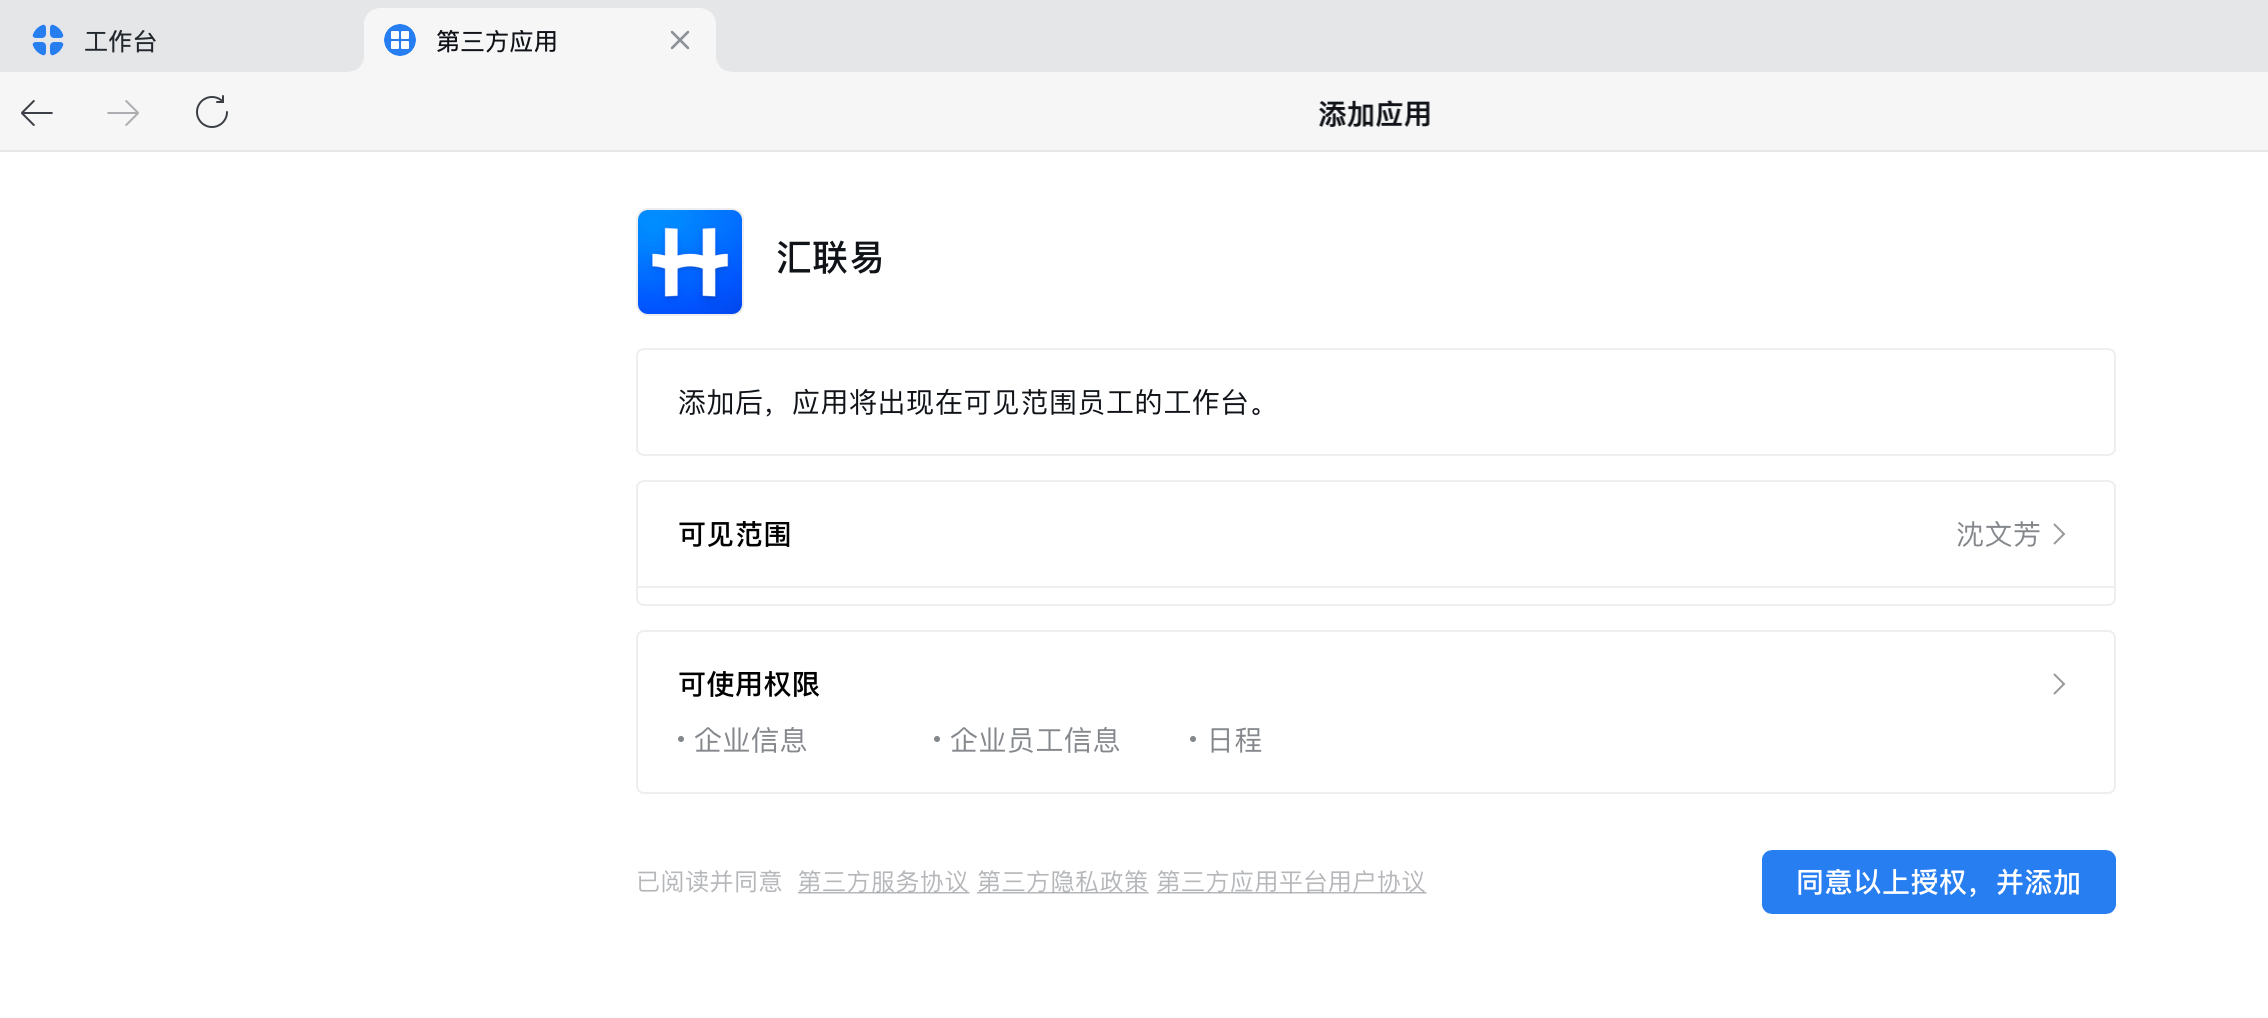 工作台
第三方应用
添加应用
汇联易
添加后，应用将出现在可见范围员工的工作台。
可见范围 沈文芳
可使用权限
• 企业信息 • 企业员工信息 • 日程
已阅读并同意 第三方服务协议 第三方隐私政策 第三方应用平台用户协议
同意以上授权，并添加